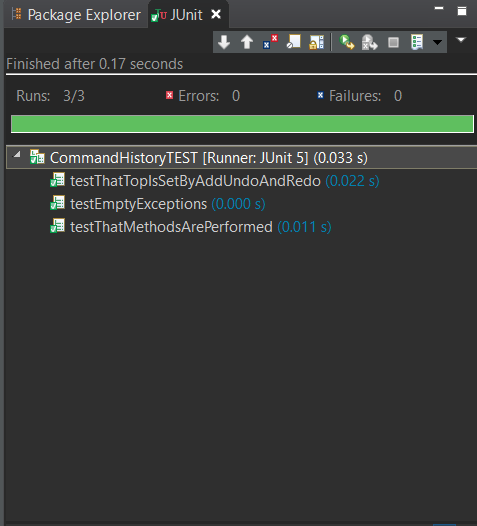 Package Explorer JUnit
Finished after 0.17 seconds
Runs: 3/3 Errors: 0 Failures: 0
CommandHistoryTEST [Runner: JUnit 5] (0.033 s)
testThatTopIsSetByAddUndoAndRedo (0.022 s)
testEmptyExceptions (0.000 s)
testThatMethodsArePerformed (0.011 s)